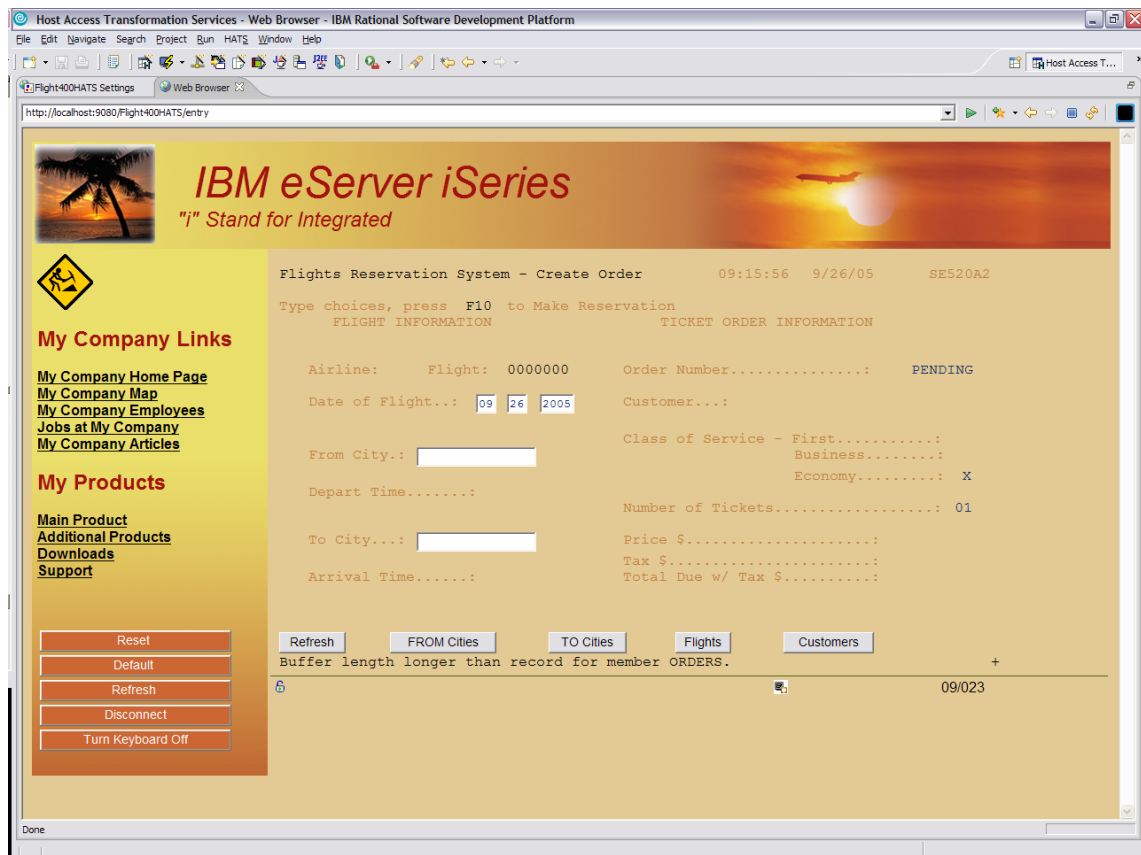 Host Access Transformation Services - Web Browser - IBM Rational Software Development Platform
File Edit Navigate Search Project Run HATS Window Help
Host Access T...
Flight400HATS Settings Web Browser
http://localhost:9080/Flight400HATS/entry
IBM eServer iSeries
"i" Stand for Integrated
Flights Reservation System - Create Order 09:15:56 9/26/05 SE520A2
Type choices, press F10 to Make Reservation
FLIGHT INFORMATION TICKET ORDER INFORMATION
My Company Links
Airline: Flight: 0000000 Order Number...............: PENDING
My Company Home Page
My Company Map
Date of Flight..: 09 26 2005 Customer...:
My Company Employees
Jobs at My Company
My Company Articles
Class of Service - First...........:
From City.: Business........:
Economy.........: X
My Products
Depart Time.......:
Number of Tickets..................: 01
Main Product
Additional Products
To City...: Price $.....................:
Downloads
Tax $.......................:
Support
Arrival Time......: Total Due w/ Tax $..........:
Reset
Refresh FROM Cities TO Cities Flights Customers
Default
Buffer length longer than record for member ORDERS. +
Refresh
09/023
Disconnect
Turn Keyboard Off
Done